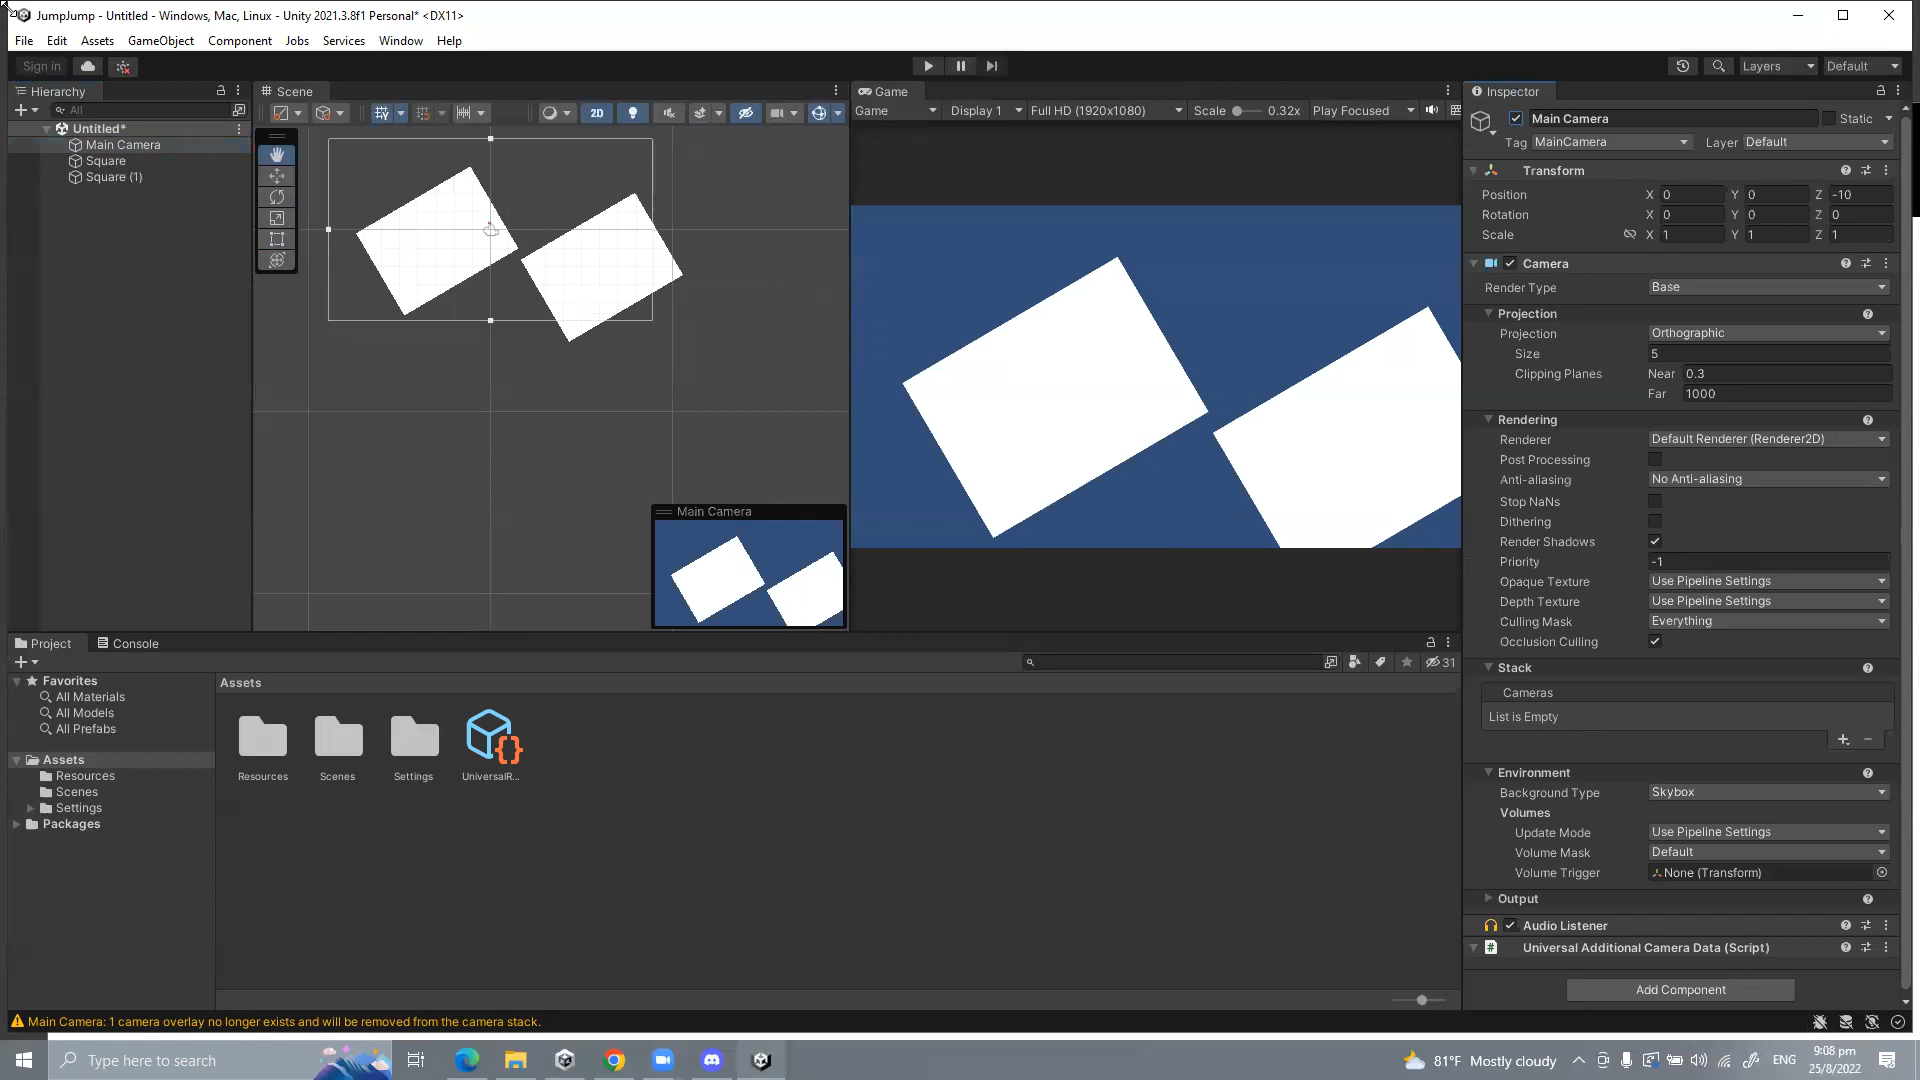 JumpJump - Untitled - Windows, Mac, Linux - Unity 2021.3.8f1 Personal* <DX11>
File Edit Assets GameObject Component Jobs Services Window Help
Sign in
Layers
Default
Hierarchy
All
Untitled*
Main Camera
Square
Square (1)
Scene
2D
Main Camera
Game
Game Display 1 Full HD (1920x1080) Scale 0.32x Play Focused
Inspector
Main Camera Static
Tag MainCamera Layer Default
Transform
Position X 0 Y 0 Z -10
Rotation X 0 Y 0 Z 0
Scale X 1 Y 1 Z 1
Camera
Render Type Base
Projection
Projection Orthographic
Size 5
Clipping Planes Near 0.3
Far 1000
Rendering
Renderer Default Renderer (Renderer2D)
Post Processing
Anti-aliasing No Anti-aliasing
Stop NaNs
Dithering
Render Shadows
Priority -1
Opaque Texture Use Pipeline Settings
Depth Texture Use Pipeline Settings
Culling Mask Everything
Occlusion Culling
Stack
Cameras
List is Empty
Environment
Background Type Skybox
Volumes
Update Mode Use Pipeline Settings
Volume Mask Default
Volume Trigger None (Transform)
Output
Audio Listener
Universal Additional Camera Data (Script)
Add Component
Project Console
31
Favorites
All Materials
All Models
All Prefabs
Assets
Resources
Scenes
Settings
Packages
Assets
Resources Scenes Settings UniversalR...
Main Camera: 1 camera overlay no longer exists and will be removed from the camera stack.
Type here to search
81°F Mostly cloudy
ENG
9:08 pm
25/8/2022